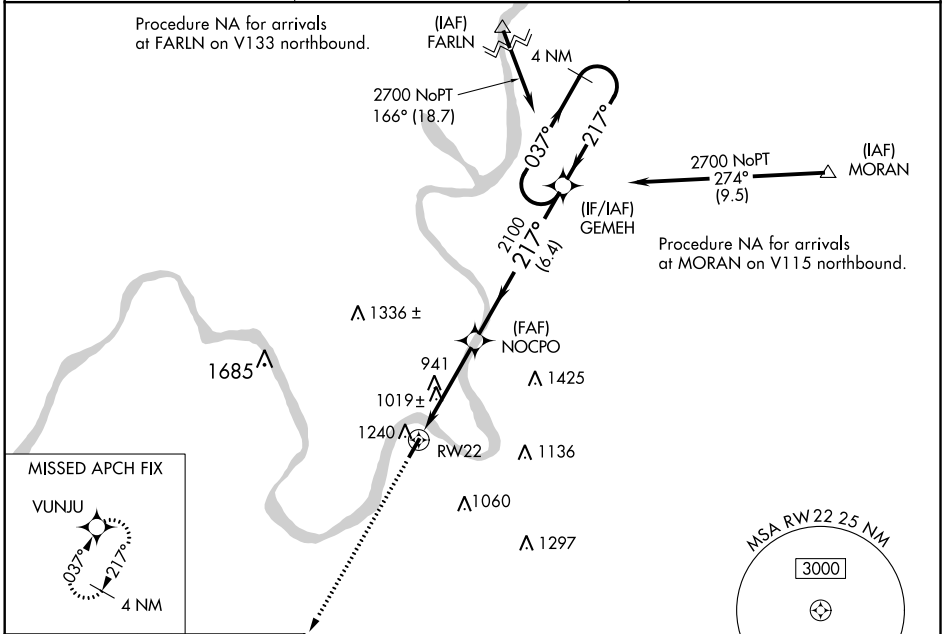 Procedure NA for arrivals
at FARLN on V133 northbound.
(IAF)
FARLN
4 NM
2700 NoPT
166° (18.7)
037°
217°
2700 NoPT
274°
(9.5)
(IAF)
MORAN
(IF/IAF)
GEMEH
2100
217°
(6.4)
Procedure NA for arrivals
at MORAN on V115 northbound.
1336 ±
(FAF)
NOCPO
1685
941
1425
1019±
1240
RW22
1136
1060
1297
MISSED APCH FIX
VUNJU
037°
217°
4 NM
MSA RW22 25 NM
3000